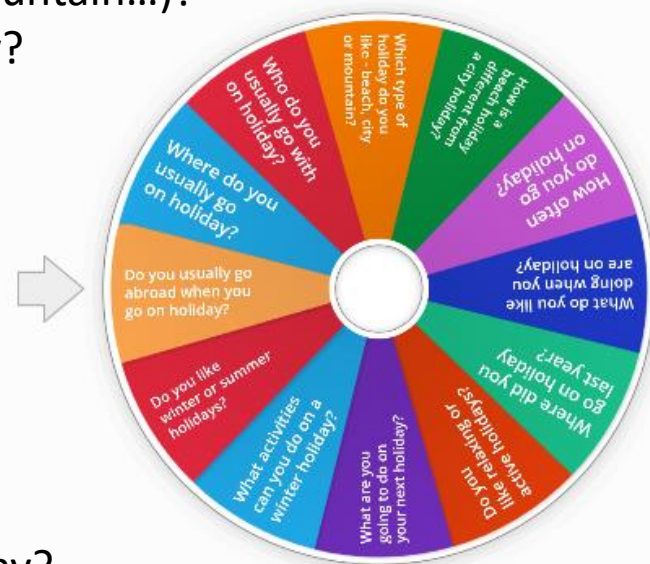 untain...)?
y?
Which type of
holiday do you
like - beach, city
or mountain?
How is a
beach holiday
different from
a city holiday?
How often
do you go
on holiday?
What do you like
doing when you
are on holiday?
Where did you
go on holiday
last year?
Do you
like relaxing or
active holidays?
What are you
going to do on
your next holiday?
What activities
can you do on a
winter holiday?
Do you like
winter or summer
holidays?
Do you usually go
abroad when you
go on holiday?
Where do you
usually go
on holiday?
Who do you
usually go with
on holiday?
ay?